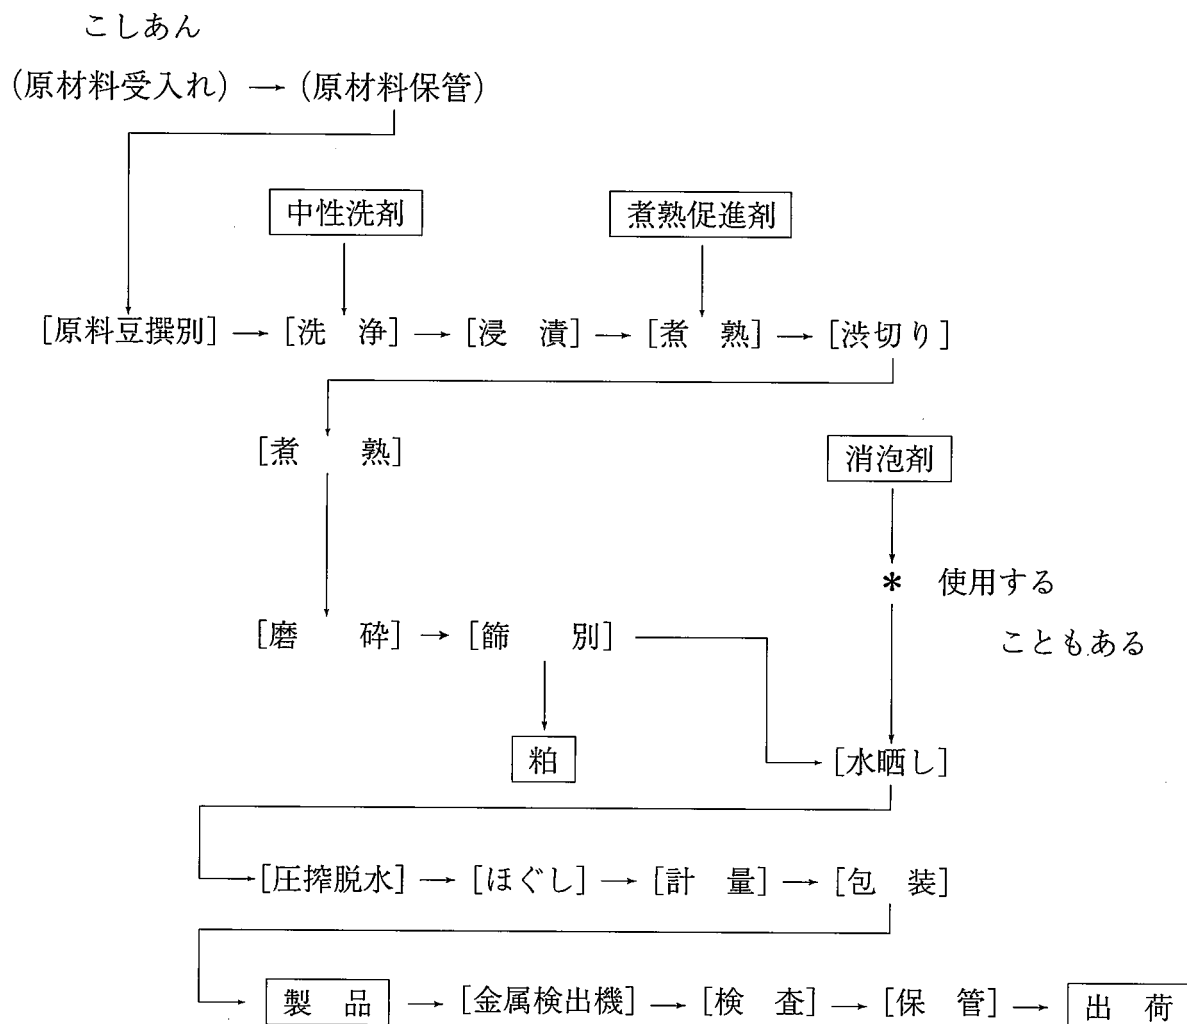 こしあん
(原材料受入れ) → (原材料保管)
中性洗剤 煮熟促進剤
[原料豆撰別] → [洗 浄] → [浸 漬] → [煮 熟] → [渋切り]
[煮 熟] 消泡剤
* 使用する
[磨 砕] → [篩 別] こともある
粕 [水晒し]
[圧搾脱水] → [ほぐし] → [計 量] → [包 装]
製 品 → [金属検出機] → [検 査] → [保 管] → 出 荷